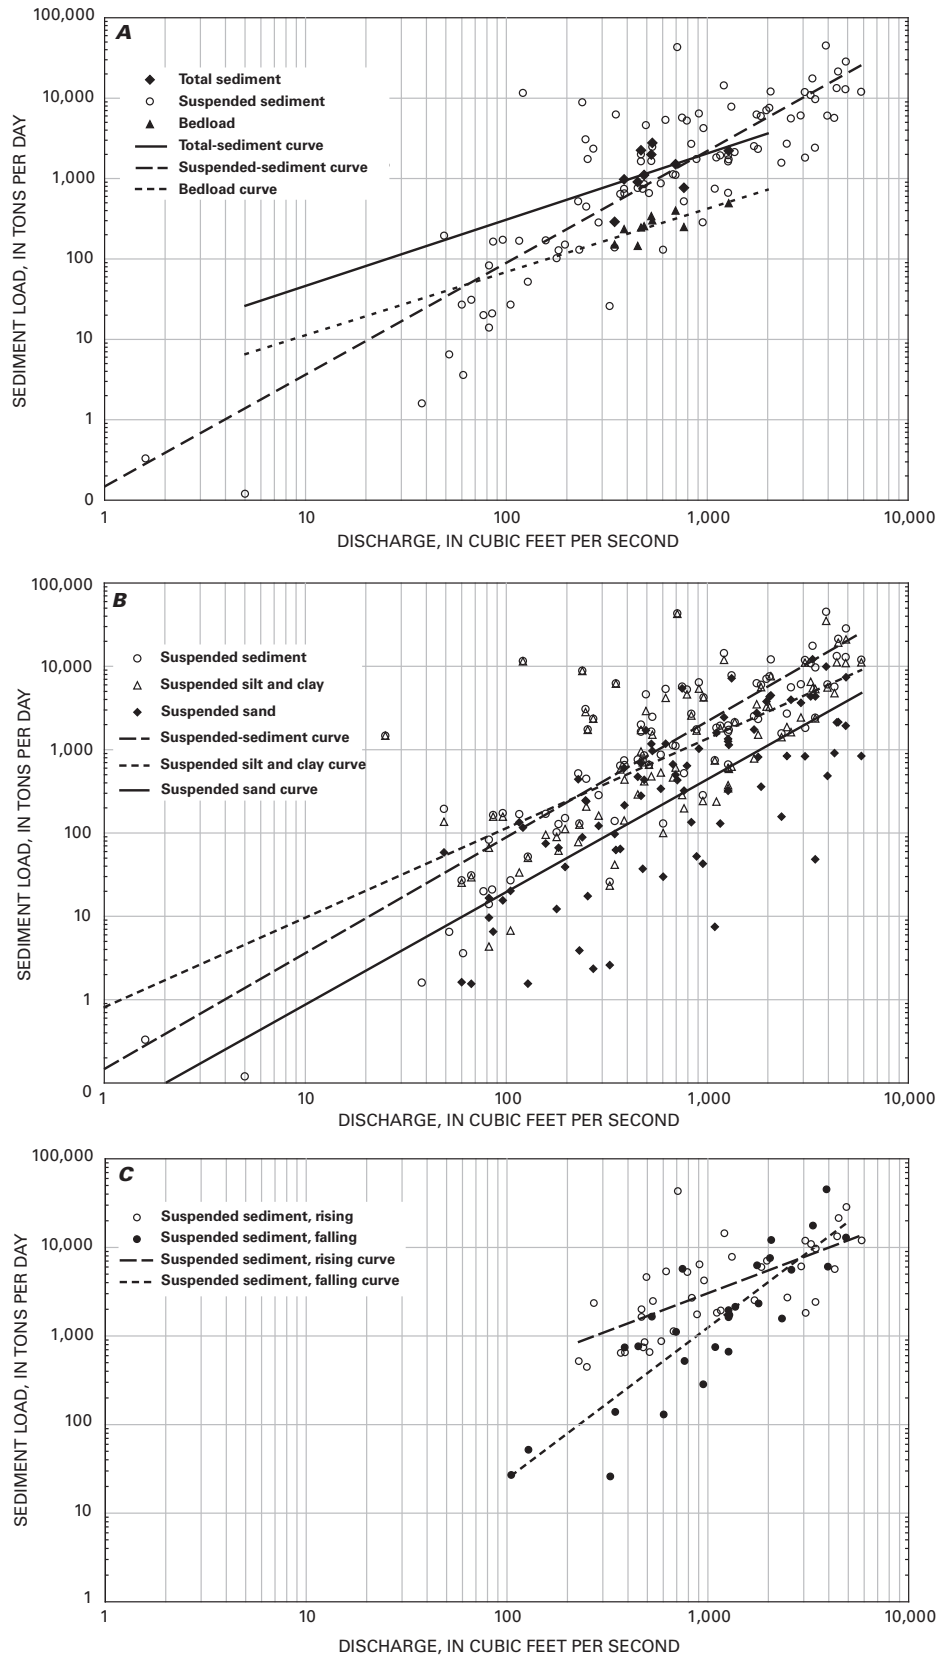 A
100,000
10,000
1,000
100
10
1
0
SEDIMENT LOAD, IN TONS PER DAY
Total sediment
Suspended sediment
Bedload
Total-sediment curve
Suspended-sediment curve
Bedload curve
1
10
100
1,000
10,000
DISCHARGE, IN CUBIC FEET PER SECOND
B
100,000
10,000
1,000
100
10
1
0
SEDIMENT LOAD, IN TONS PER DAY
Suspended sediment
Suspended silt and clay
Suspended sand
Suspended-sediment curve
Suspended silt and clay curve
Suspended sand curve
1
10
100
1,000
10,000
DISCHARGE, IN CUBIC FEET PER SECOND
C
100,000
10,000
1,000
100
10
1
SEDIMENT LOAD, IN TONS PER DAY
Suspended sediment, rising
Suspended sediment, falling
Suspended sediment, rising curve
Suspended sediment, falling curve
1
10
100
1,000
10,000
DISCHARGE, IN CUBIC FEET PER SECOND